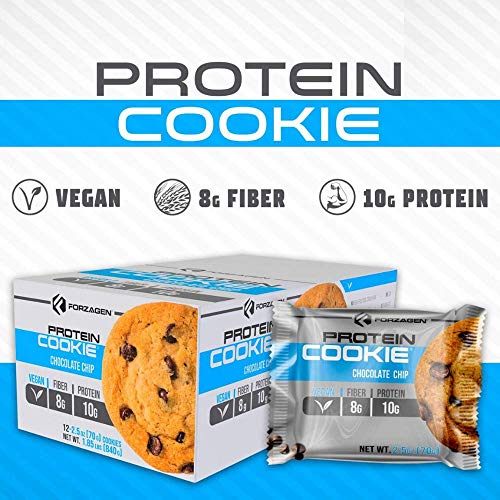 PROTEIN
COOKIE
VEGAN 8G FIBER 10G PROTEIN
FORZAGEN
PROTEIN
COOKIE
CHOCOLATE CHIP
VEGAN FIBER PROTEIN
8G 10G
12-2.5oz (70g) COOKIES
NET WT. 1.85 LBS (840g)
FORZAGEN
PROTEIN
COOKIE
CHOCOLATE CHIP
VEGAN FIBER PROTEIN
8G 10G
NET WT. 2.5oz (70g)